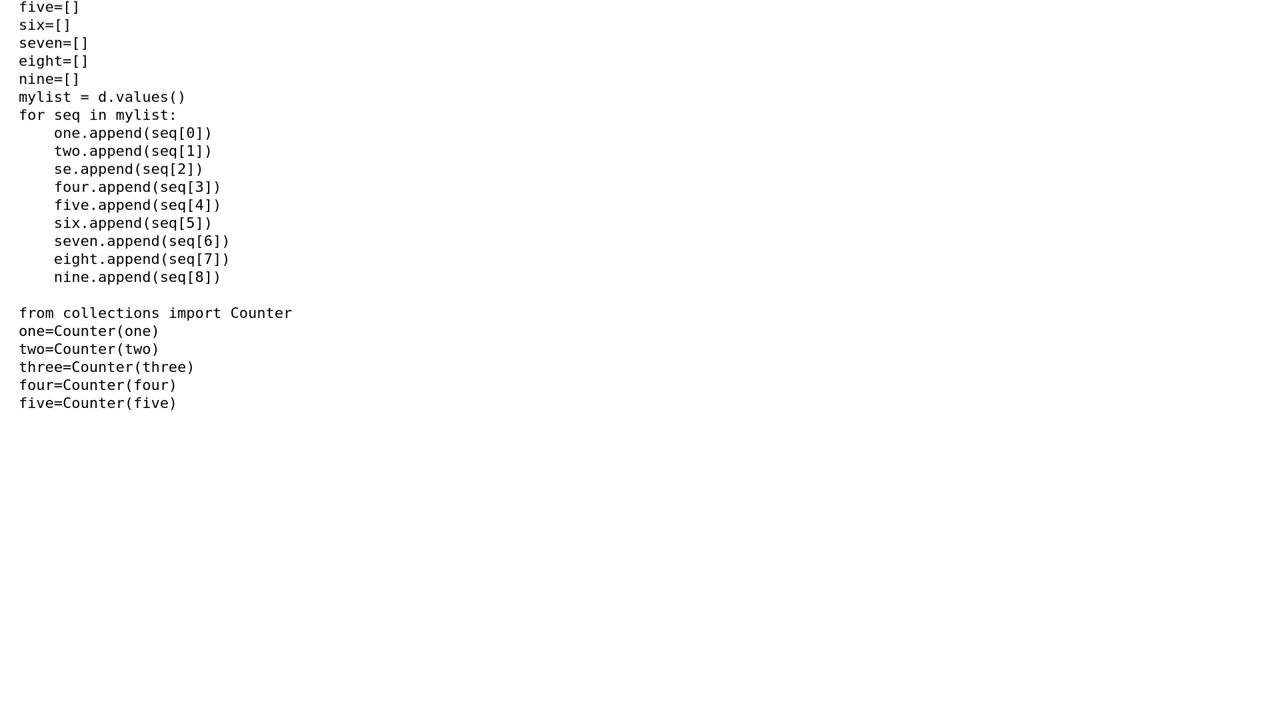 five=[]
six=[]
seven=[]
eight=[]
nine=[]
mylist = d.values()
for seq in mylist:
    one.append(seq[0])
    two.append(seq[1])
    se.append(seq[2])
    four.append(seq[3])
    five.append(seq[4])
    six.append(seq[5])
    seven.append(seq[6])
    eight.append(seq[7])
    nine.append(seq[8])

from collections import Counter
one=Counter(one)
two=Counter(two)
three=Counter(three)
four=Counter(four)
five=Counter(five)